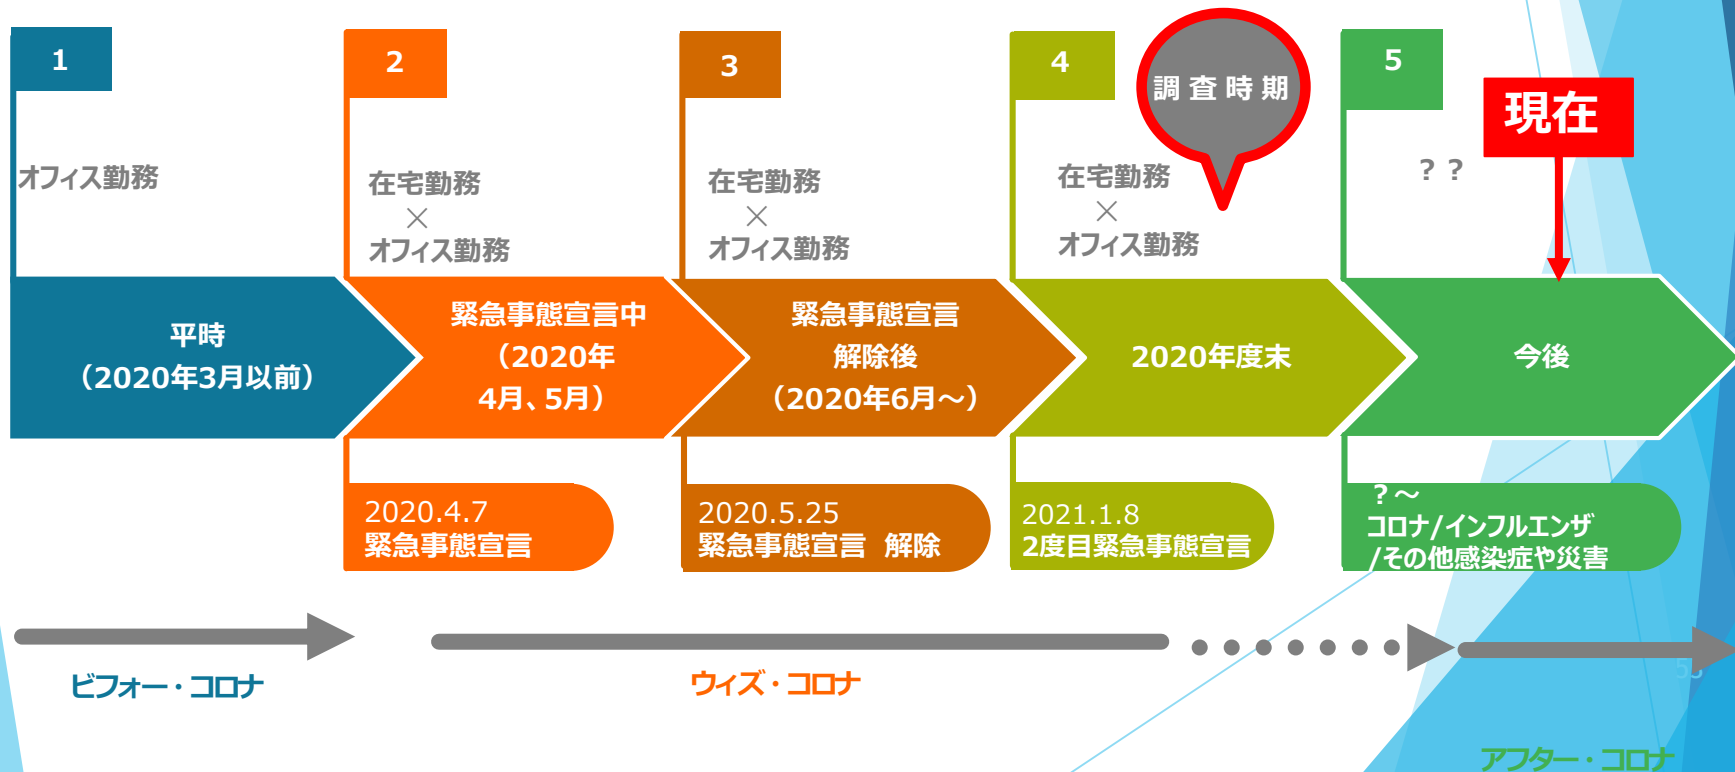 1
2
3
4
5
調査時期
現在
オフィス勤務
在宅勤務
×
オフィス勤務
在宅勤務
×
オフィス勤務
在宅勤務
×
オフィス勤務
??
平時
(2020年3月以前)
緊急事態宣言中
(2020年
4月、5月)
緊急事態宣言
解除後
(2020年6月～)
2020年度末
今後
2020.4.7
緊急事態宣言
2020.5.25
緊急事態宣言 解除
2021.1.8
2度目緊急事態宣言
?～
コロナ/インフルエンザ
/その他感染症や災害
ビフォー・コロナ
ウィズ・コロナ
アフター・コロナ